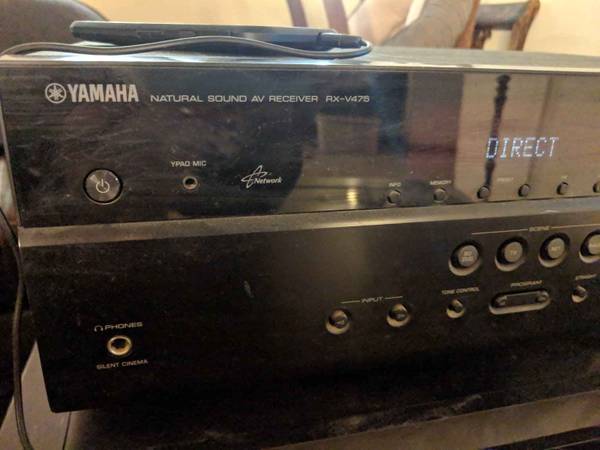 YAMAHA NATURAL SOUND AV RECEIVER RX-V475
DIRECT
YPAO MIC
Network
INFO MEMORY
SCENE
INPUT
TONE CONTROL PROGRAM STRAIGHT
PHONES
SILENT CINEMA